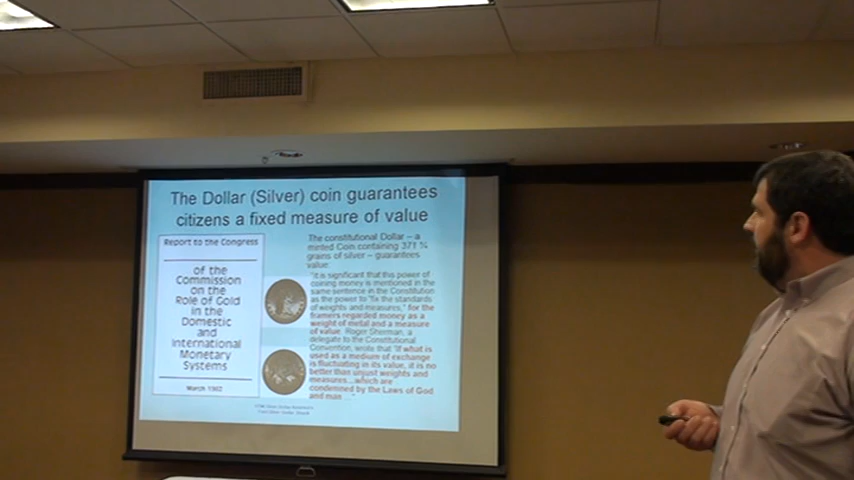 The Dollar (Silver) coin guarantees
citizens a fixed measure of value
Report to the Congress
of the
Commission
on the
Role of Gold
in the
Domestic
and
International
Monetary
Systems
March 1982
The constitutional Dollar – a
minted Coin containing 371 ¼
grains of silver – guarantees
value:
"it is significant that this power of
coining money is mentioned in the
same sentence in the Constitution
as the power to "fix the standards
of weights and measures," for the
framers regarded money as a
weight of metal and a measure
of value. Roger Sherman, a
delegate to the Constitutional
Convention, wrote that "if what is
used as a medium of exchange
is fluctuating in its value, it is no
better than unjust weights and
measures…which are
condemned by the Laws of God
and man …"